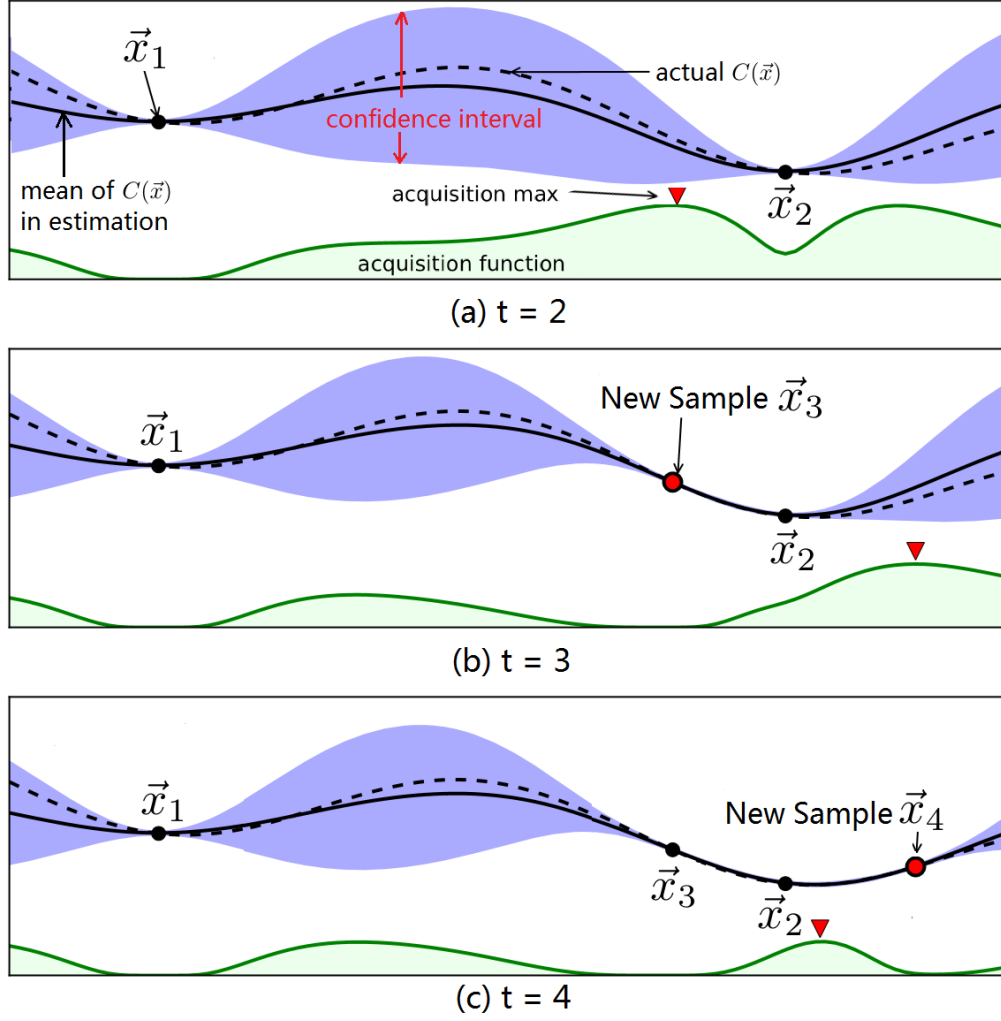 x⃗₁
actual C(x⃗)
confidence interval
mean of C(x⃗)
in estimation
acquisition max
x⃗₂
acquisition function
(a) t = 2
New Sample x⃗₃
x⃗₁
x⃗₂
(b) t = 3
x⃗₁
New Sample x⃗₄
x⃗₃
x⃗₂
(c) t = 4